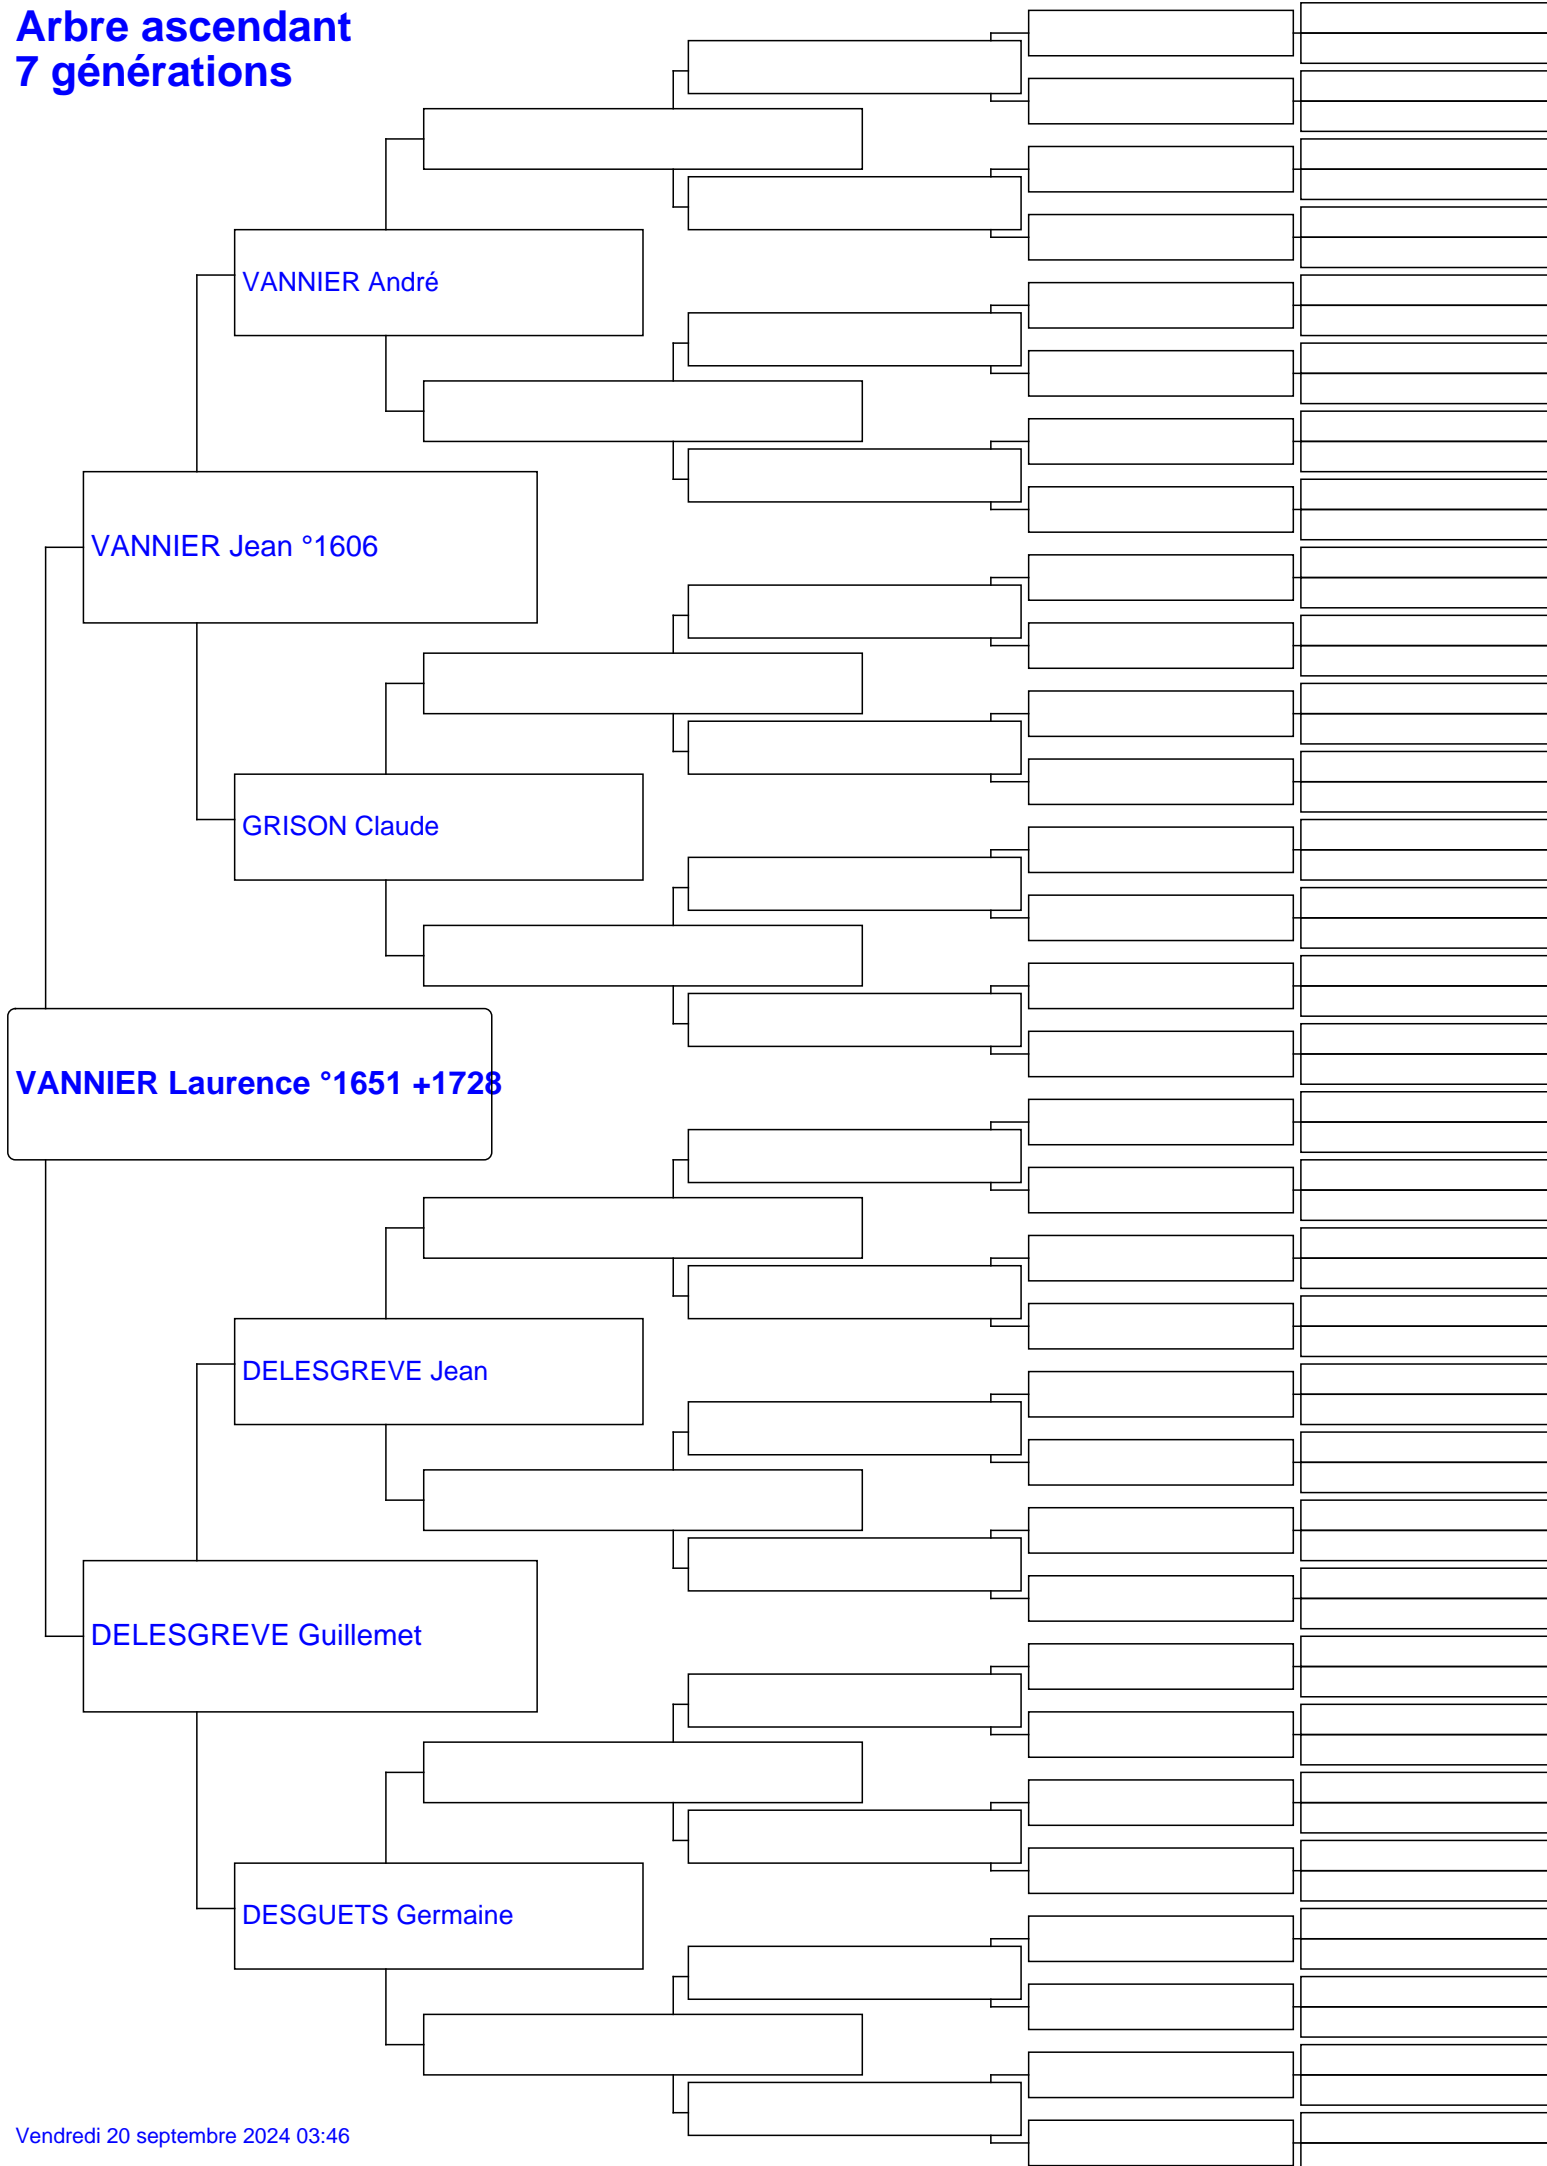 Arbre ascendant
7 générations
VANNIER André
VANNIER Jean °1606
GRISON Claude
VANNIER Laurence °1651 +1728
DELESGREVE Jean
DELESGREVE Guillemet
DESGUETS Germaine
Vendredi 20 septembre 2024 03:46